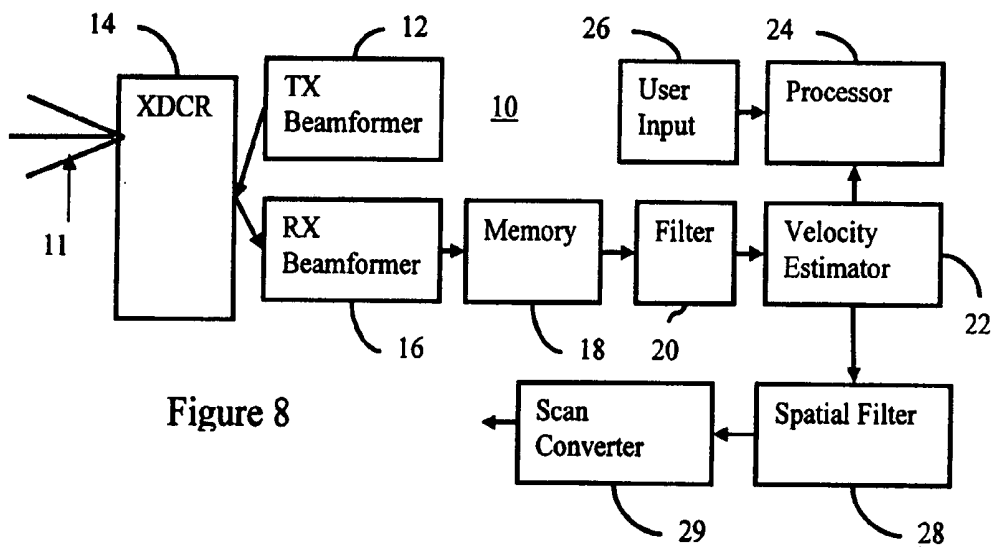 14
12
26
24
XDCR
TX
Beamformer
10
User
Input
Processor
11
RX
Beamformer
Memory
Filter
Velocity
Estimator
16
18
20
22
Figure 8
Scan
Converter
Spatial Filter
29
28